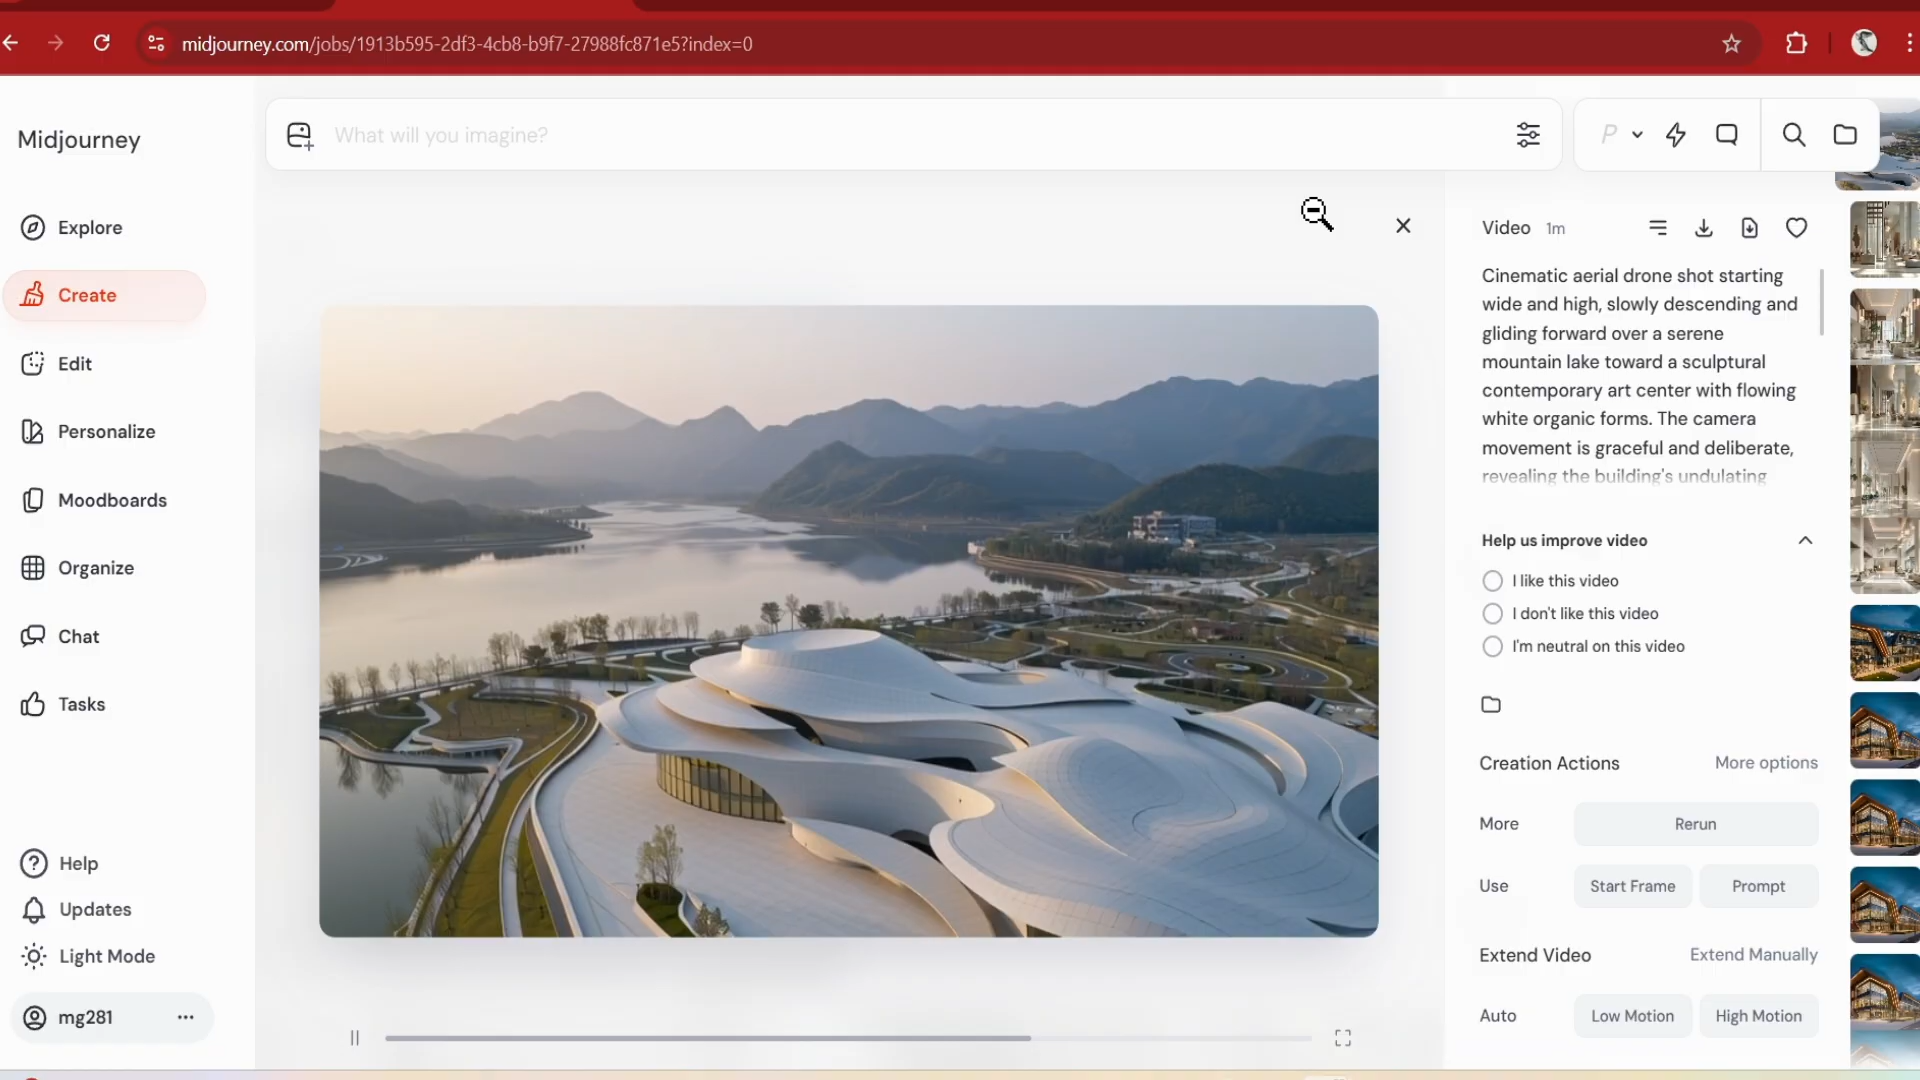 midjourney.com/jobs/1913b595-2df3-4cb8-b9f7-27988fc871e5?index=0
Midjourney
What will you imagine?
P
Explore
Create
Edit
Personalize
Moodboards
Organize
Chat
Tasks
Help
Updates
Light Mode
mg281
Video 1m
Cinematic aerial drone shot starting
wide and high, slowly descending and
gliding forward over a serene
mountain lake toward a sculptural
contemporary art center with flowing
white organic forms. The camera
movement is graceful and deliberate,
revealing the building's undulating
Help us improve video
I like this video
I don't like this video
I'm neutral on this video
Creation Actions More options
More Rerun
Use Start Frame Prompt
Extend Video Extend Manually
Auto Low Motion High Motion